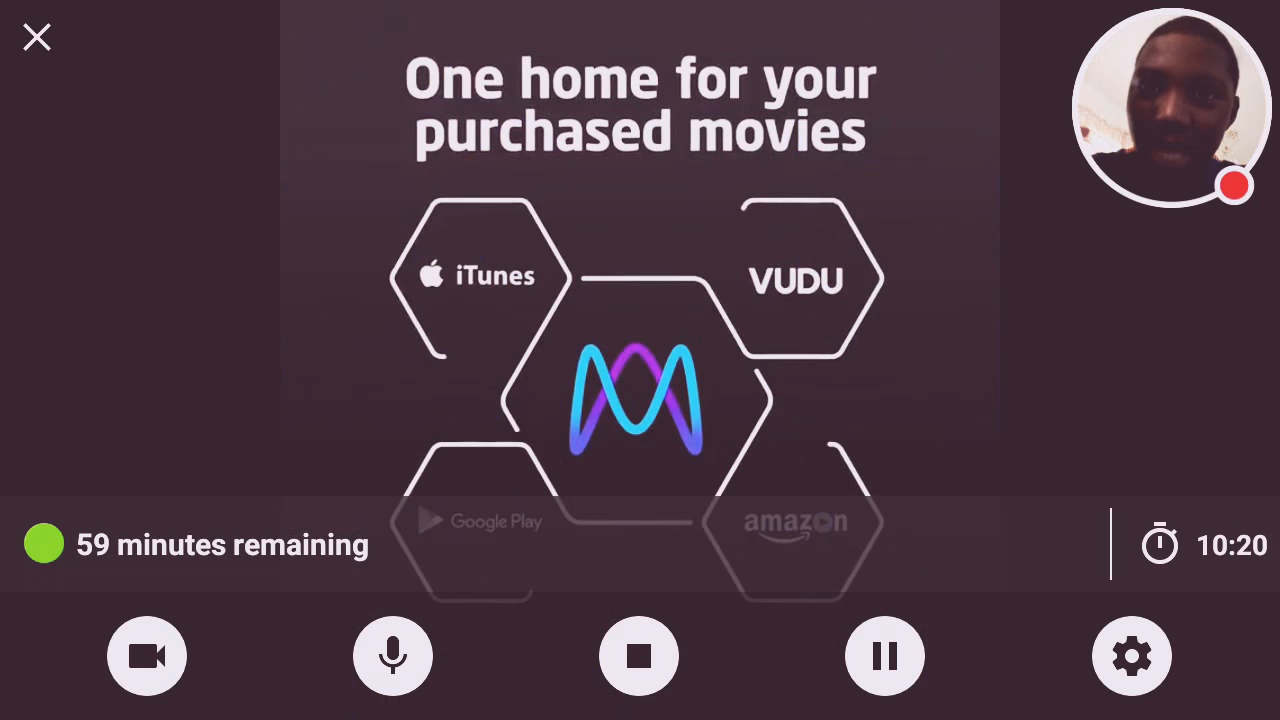 One home for your
purchased movies
iTunes
VUDU
Google Play
amazon
59 minutes remaining
10:20